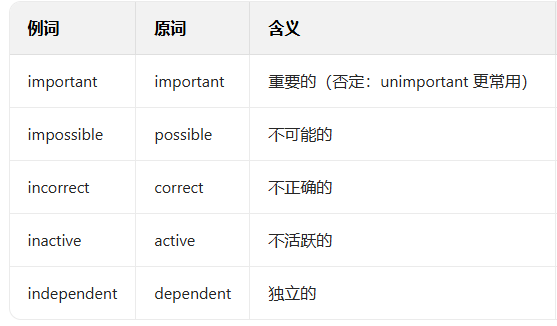 例词 原词 含义
important important 重要的（否定：unimportant 更常用）
impossible possible 不可能的
incorrect correct 不正确的
inactive active 不活跃的
independent dependent 独立的